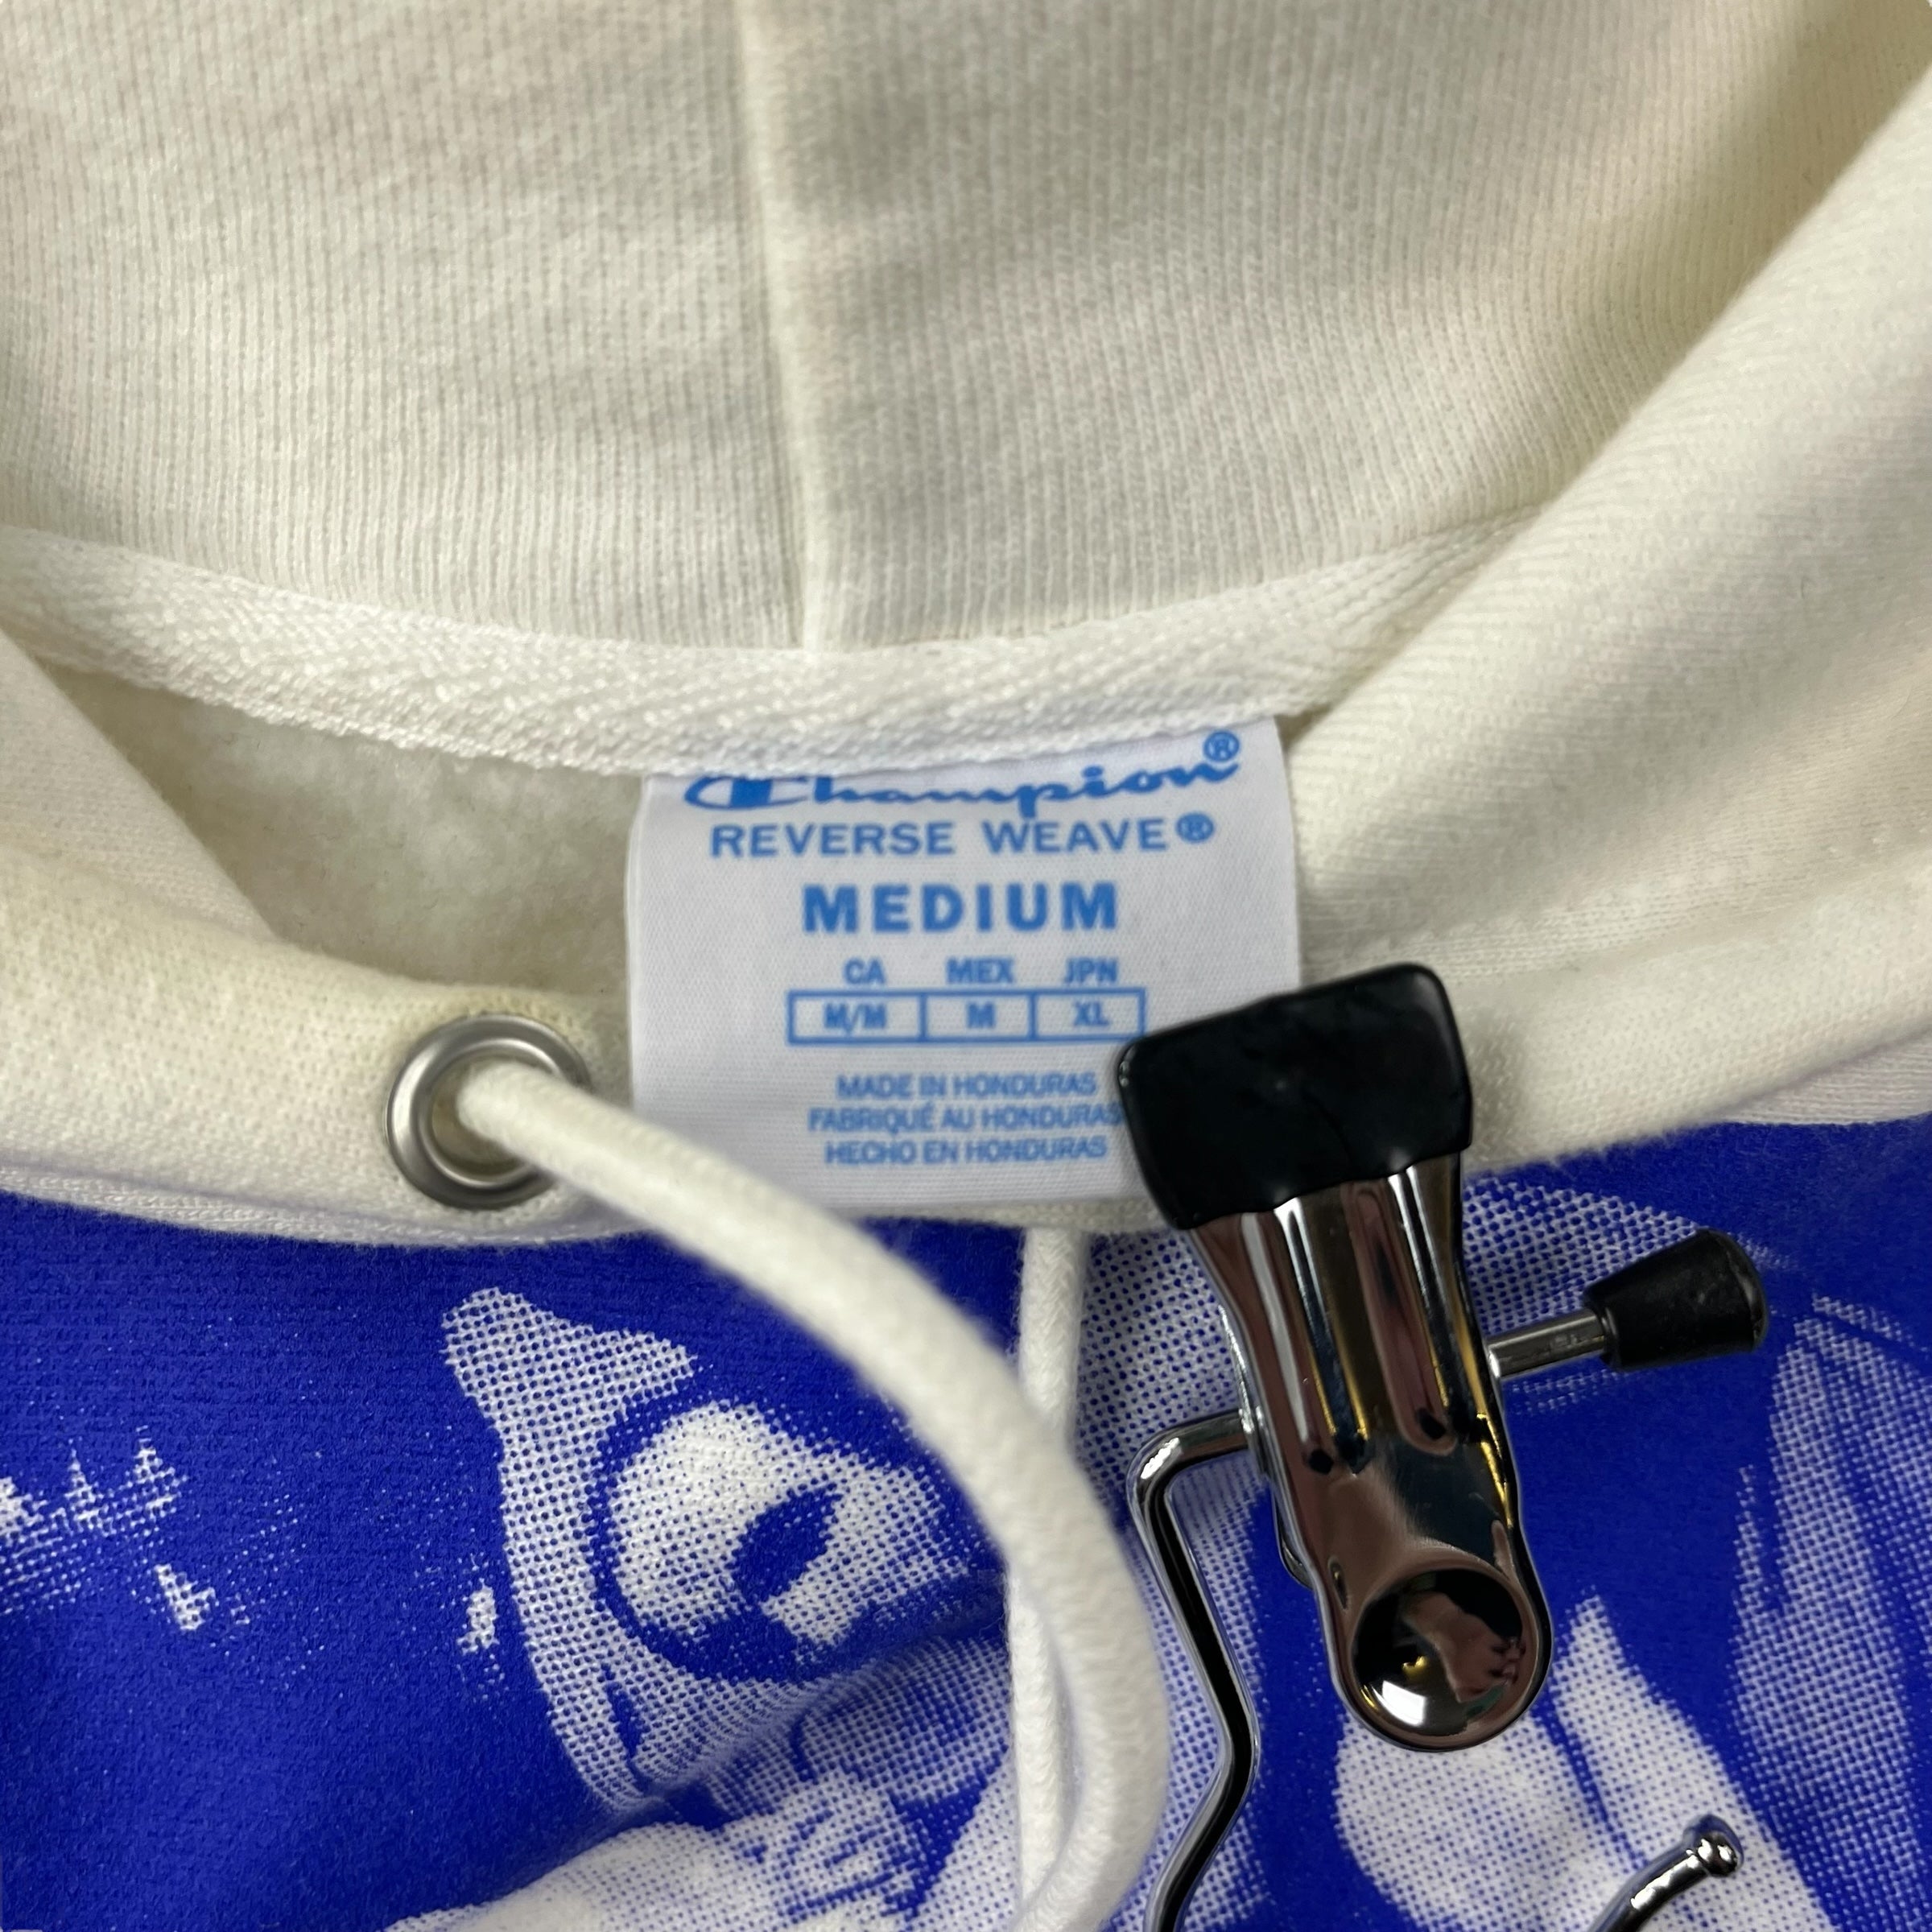 Champion®
REVERSE WEAVE®
MEDIUM
CA MEX JPN
M/M M XL
MADE IN HONDURAS
FABRIQUÉ AU HONDURAS
HECHO EN HONDURAS